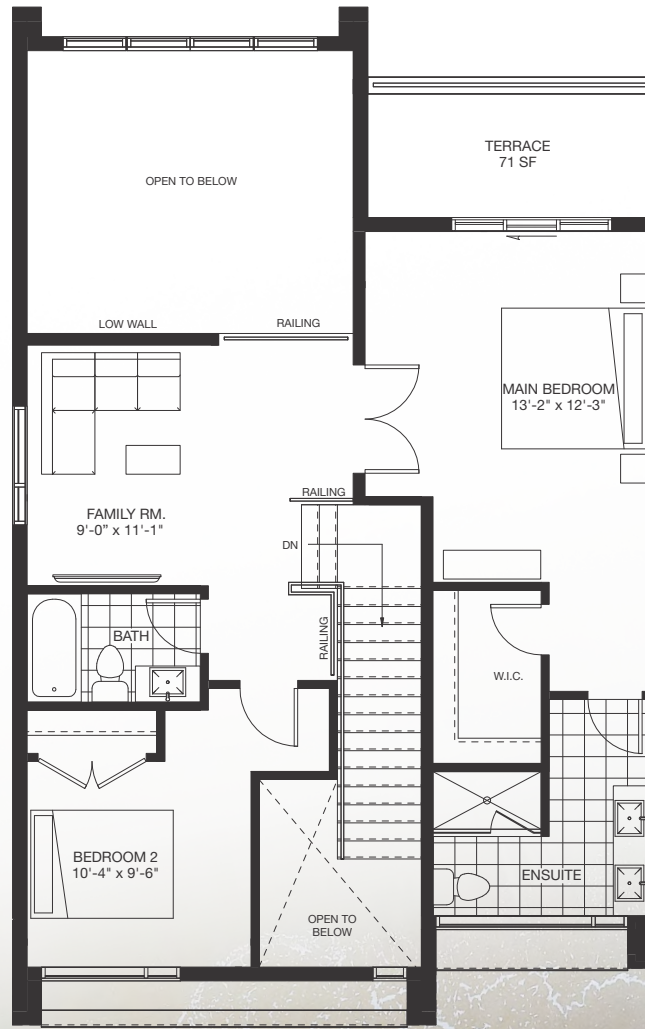 TERRACE
71 SF
OPEN TO BELOW
LOW WALL
RAILING
MAIN BEDROOM
13'-2" x 12'-3"
RAILING
FAMILY RM.
9'-0” x 11'-1"
DN
BATH
RAILING
W.I.C.
BEDROOM 2
10'-4" x 9'-6"
ENSUITE
OPEN TO
BELOW